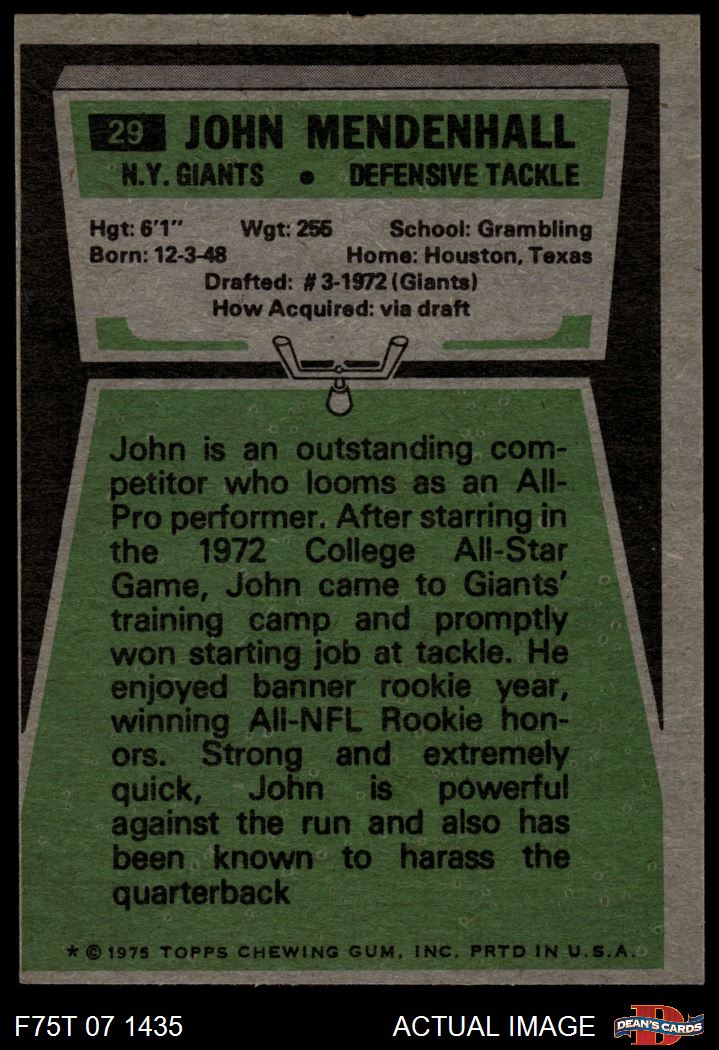 29 JOHN MENDENHALL
N.Y. GIANTS • DEFENSIVE TACKLE
Hgt: 6'1" Wgt: 255 School: Grambling
Born: 12-3-48 Home: Houston, Texas
Drafted: #3-1972 (Giants)
How Acquired: via draft
John is an outstanding com-
petitor who looms as an All-
Pro performer. After starring in
the 1972 College All-Star
Game, John came to Giants'
training camp and promptly
won starting job at tackle. He
enjoyed banner rookie year,
winning All-NFL Rookie hon-
ors. Strong and extremely
quick, John is powerful
against the run and also has
been known to harass the
quarterback
* © 1975 TOPPS CHEWING GUM, INC. PRTD IN U.S.A.
F75T 07 1435 ACTUAL IMAGE D DEAN'S CARDS